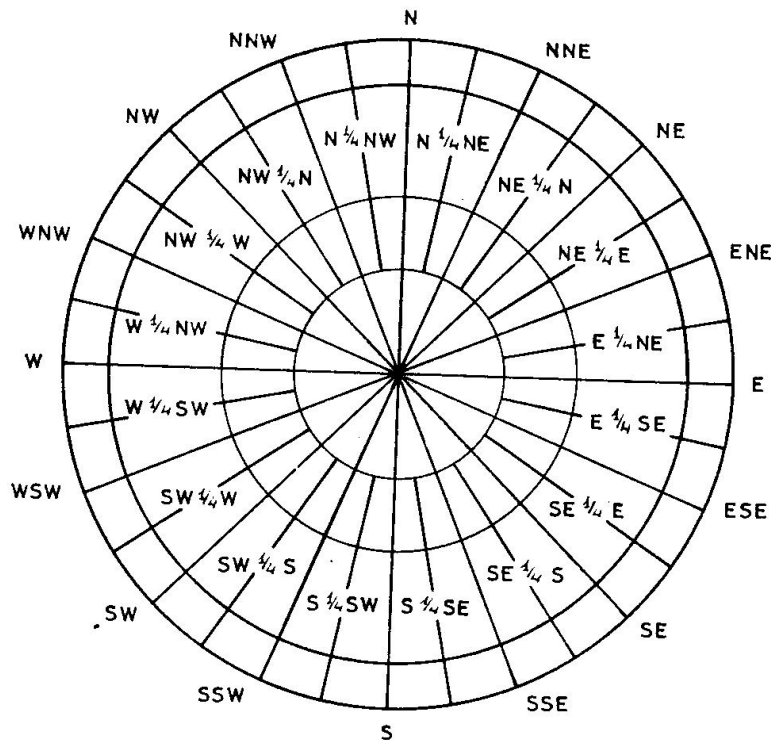 N
NNE
NE
ENE
E
ESE
SE
SSE
S
SSW
SW
WSW
W
WNW
NW
NNW
N ¼ NE
NE ¼ N
NE ¼ E
E ¼ NE
E ¼ SE
SE ¼ E
SE ¼ S
S ¼ SE
S ¼ SW
SW ¼ S
SW ¼ W
W ¼ SW
W ¼ NW
NW ¼ W
NW ¼ N
N ¼ NW